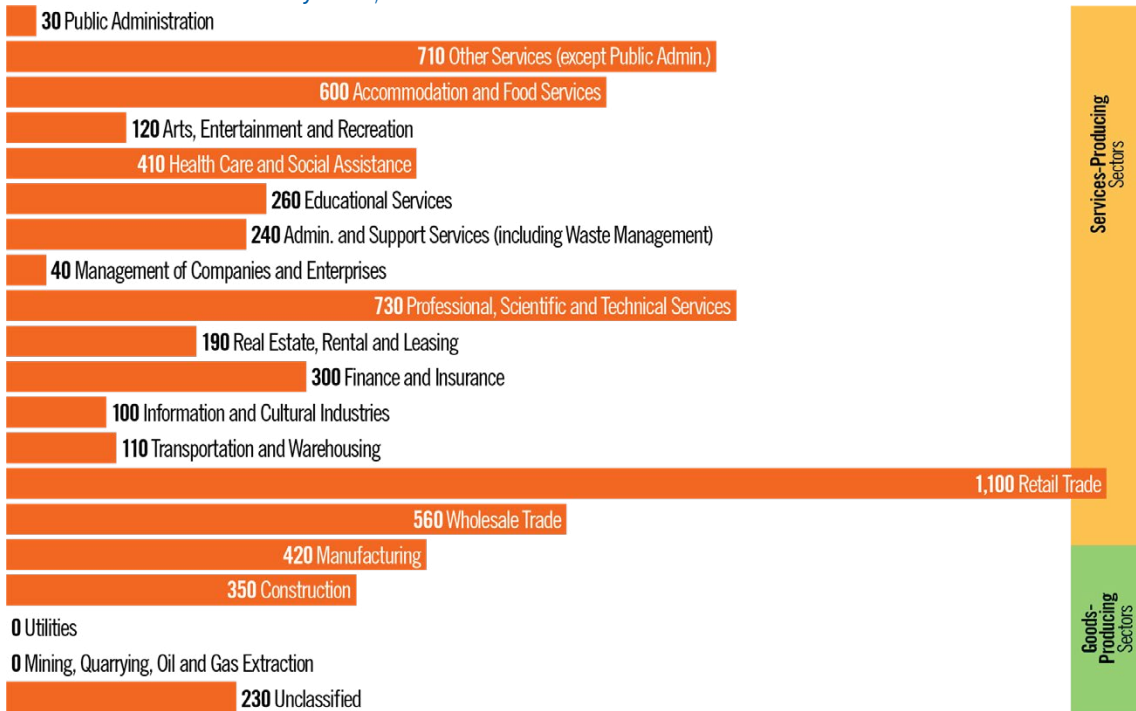 30 Public Administration
710 Other Services (except Public Admin.)
600 Accommodation and Food Services
120 Arts, Entertainment and Recreation
410 Health Care and Social Assistance
260 Educational Services
240 Admin. and Support Services (including Waste Management)
40 Management of Companies and Enterprises
730 Professional, Scientific and Technical Services
190 Real Estate, Rental and Leasing
300 Finance and Insurance
100 Information and Cultural Industries
110 Transportation and Warehousing
1,100 Retail Trade
560 Wholesale Trade
420 Manufacturing
350 Construction
0 Utilities
0 Mining, Quarrying, Oil and Gas Extraction
230 Unclassified
Services-Producing
Sectors
Goods-
Producing
Sectors